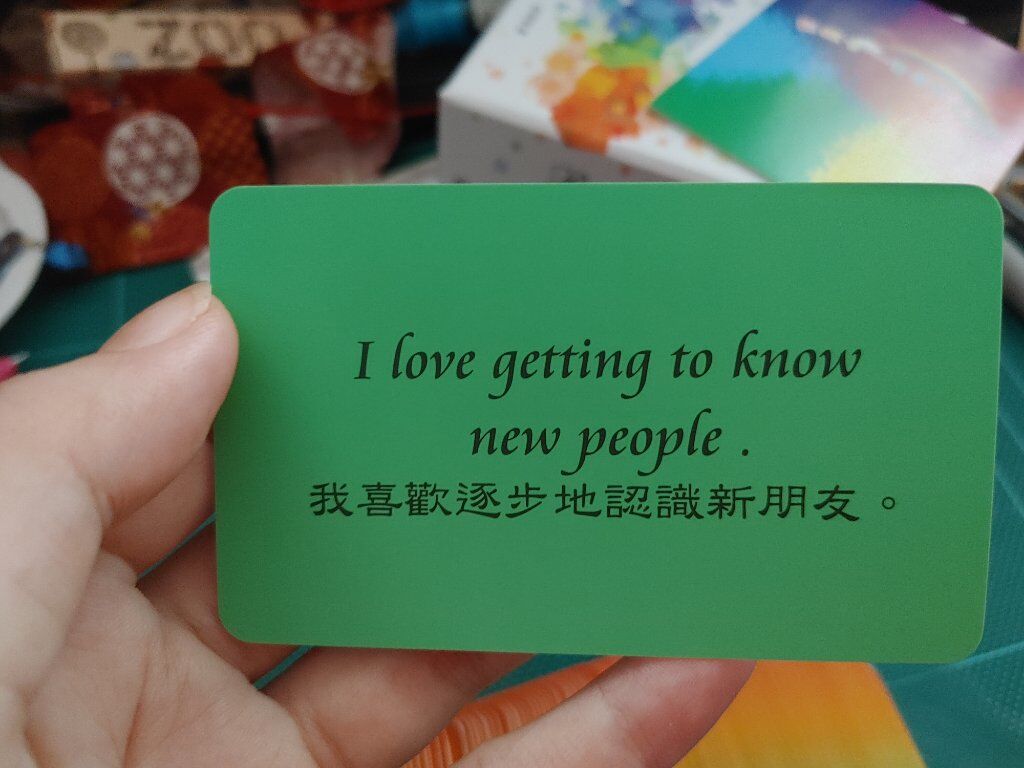 I love getting to know
new people .
我喜歡逐步地認識新朋友。